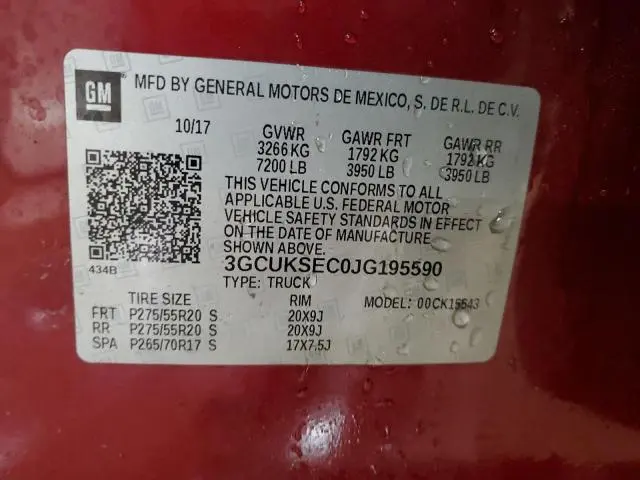 GM MFD BY GENERAL MOTORS DE MEXICO, S. DE R.L. DE C.V.
10/17 GVWR GAWR FRT GAWR RR
3266 KG 1792 KG 1792 KG
7200 LB 3950 LB 3950 LB
THIS VEHICLE CONFORMS TO ALL
APPLICABLE U.S. FEDERAL MOTOR
VEHICLE SAFETY STANDARDS IN EFFECT
ON THE DATE OF MANUFACTURE SHOWN ABOVE.
434B 3GCUKSEC0JG195590
TYPE: TRUCK MODEL: 00CK15543
TIRE SIZE RIM
FRT P275/55R20 S 20X9J
RR P275/55R20 S 20X9J
SPA P265/70R17 S 17X7.5J